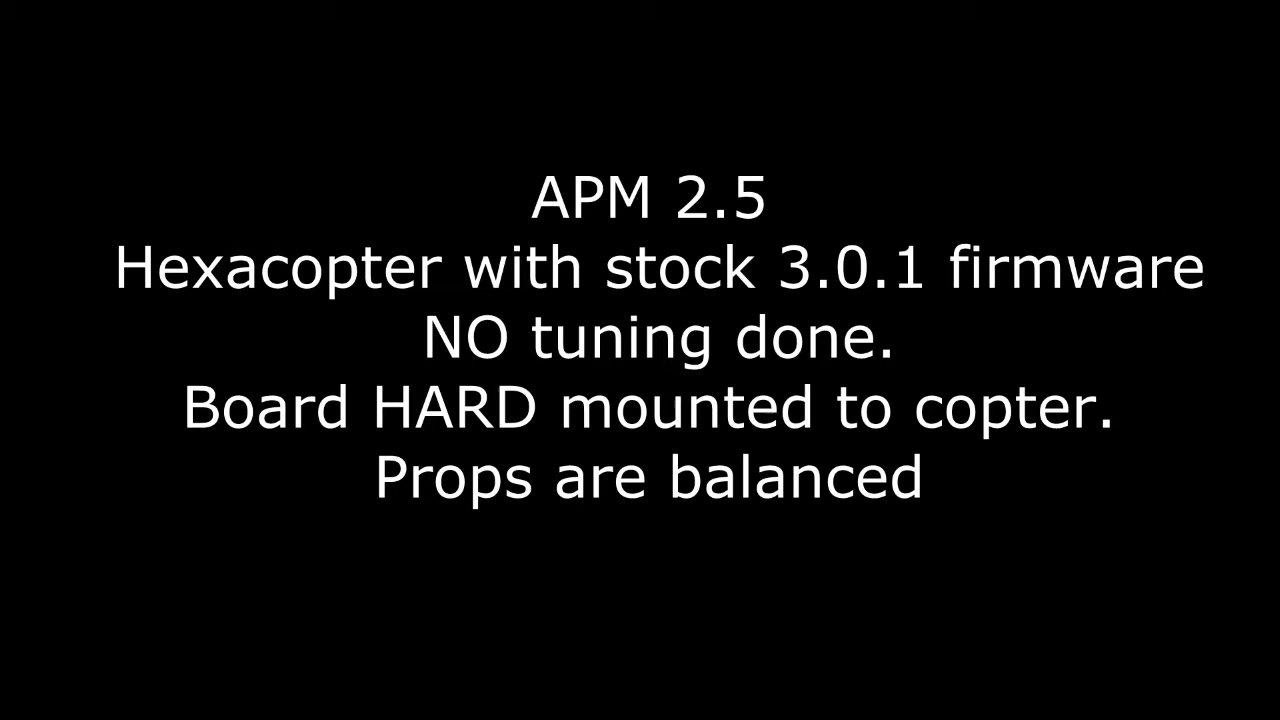 APM 2.5
Hexacopter with stock 3.0.1 firmware
NO tuning done.
Board HARD mounted to copter.
Props are balanced